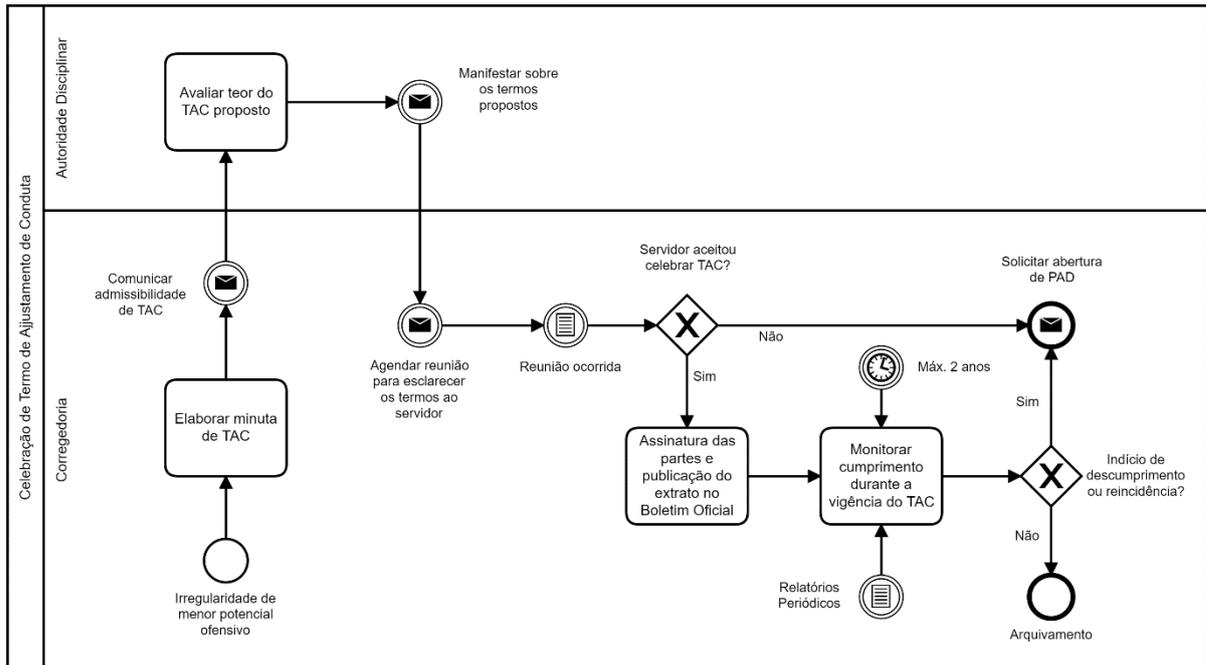 Celebração de Termo de Aijustamento de Conduta
Autoridade Disciplinar
Avaliar teor do
TAC proposto
Manifestar sobre
os termos
propostos
Corregedoria
Comunicar
admissibilidade
de TAC
Elaborar minuta
de TAC
Irregularidade de
menor potencial
ofensivo
Agendar reunião
para esclarecer
os termos ao
servidor
Reunião ocorrida
Servidor aceitou
celebrar TAC?
Não
Sim
Solicitar abertura
de PAD
Máx. 2 anos
Assinatura das
partes e
publicação do
extrato no
Boletim Oficial
Monitorar
cumprimento
durante a
vigência do TAC
Relatórios
Periódicos
Sim
Indício de
descumprimento
ou reincidência?
Não
Arquivamento